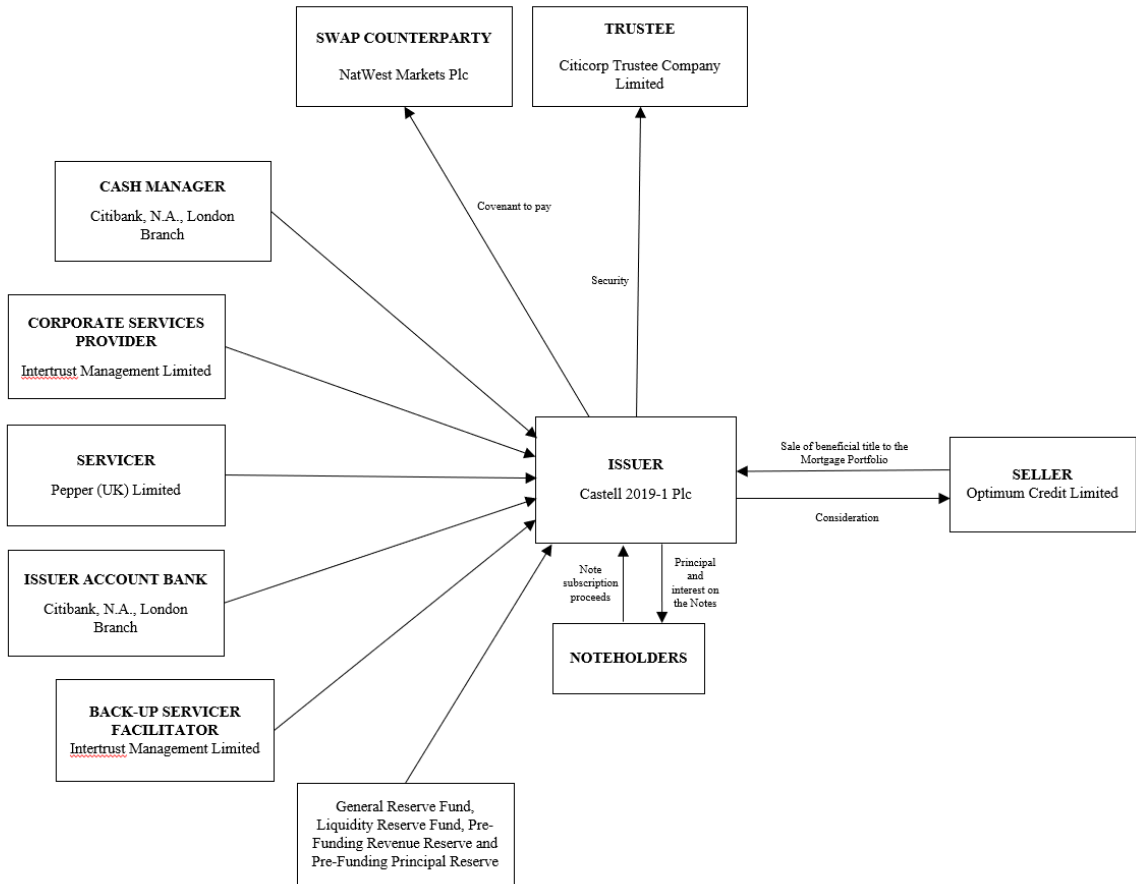 SWAP COUNTERPARTY
NatWest Markets Plc
TRUSTEE
Citicorp Trustee Company
Limited
CASH MANAGER
Citibank, N.A., London
Branch
Covenant to pay
Security
CORPORATE SERVICES
PROVIDER
Intertrust Management Limited
SERVICER
Pepper (UK) Limited
ISSUER
Castell 2019-1 Plc
Sale of beneficial title to the
Mortgage Portfolio
Consideration
SELLER
Optimum Credit Limited
ISSUER ACCOUNT BANK
Citibank, N.A., London
Branch
Note
subscription
proceeds
Principal
and
interest on
the Notes
NOTEHOLDERS
BACK-UP SERVICER
FACILITATOR
Intertrust Management Limited
General Reserve Fund,
Liquidity Reserve Fund, Pre-
Funding Revenue Reserve and
Pre-Funding Principal Reserve